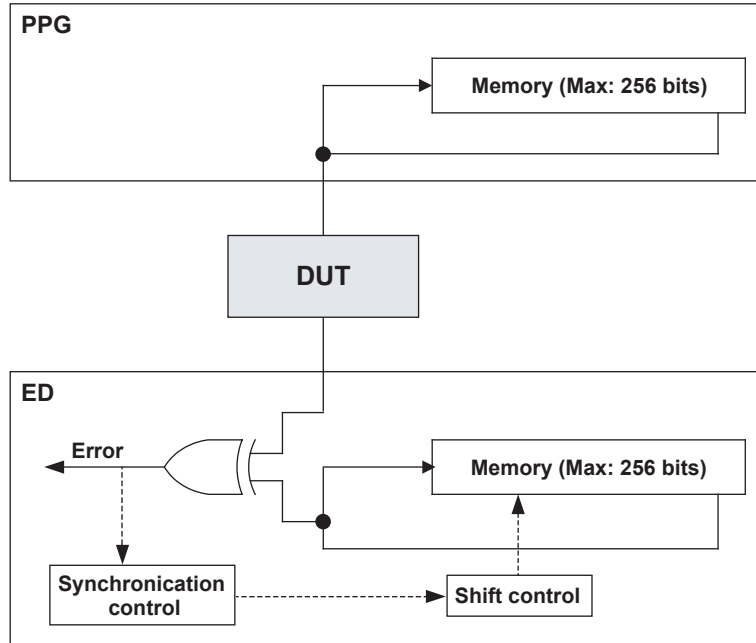 PPG
Memory (Max: 256 bits)
DUT
ED
Error
Memory (Max: 256 bits)
Synchronication
control
Shift control